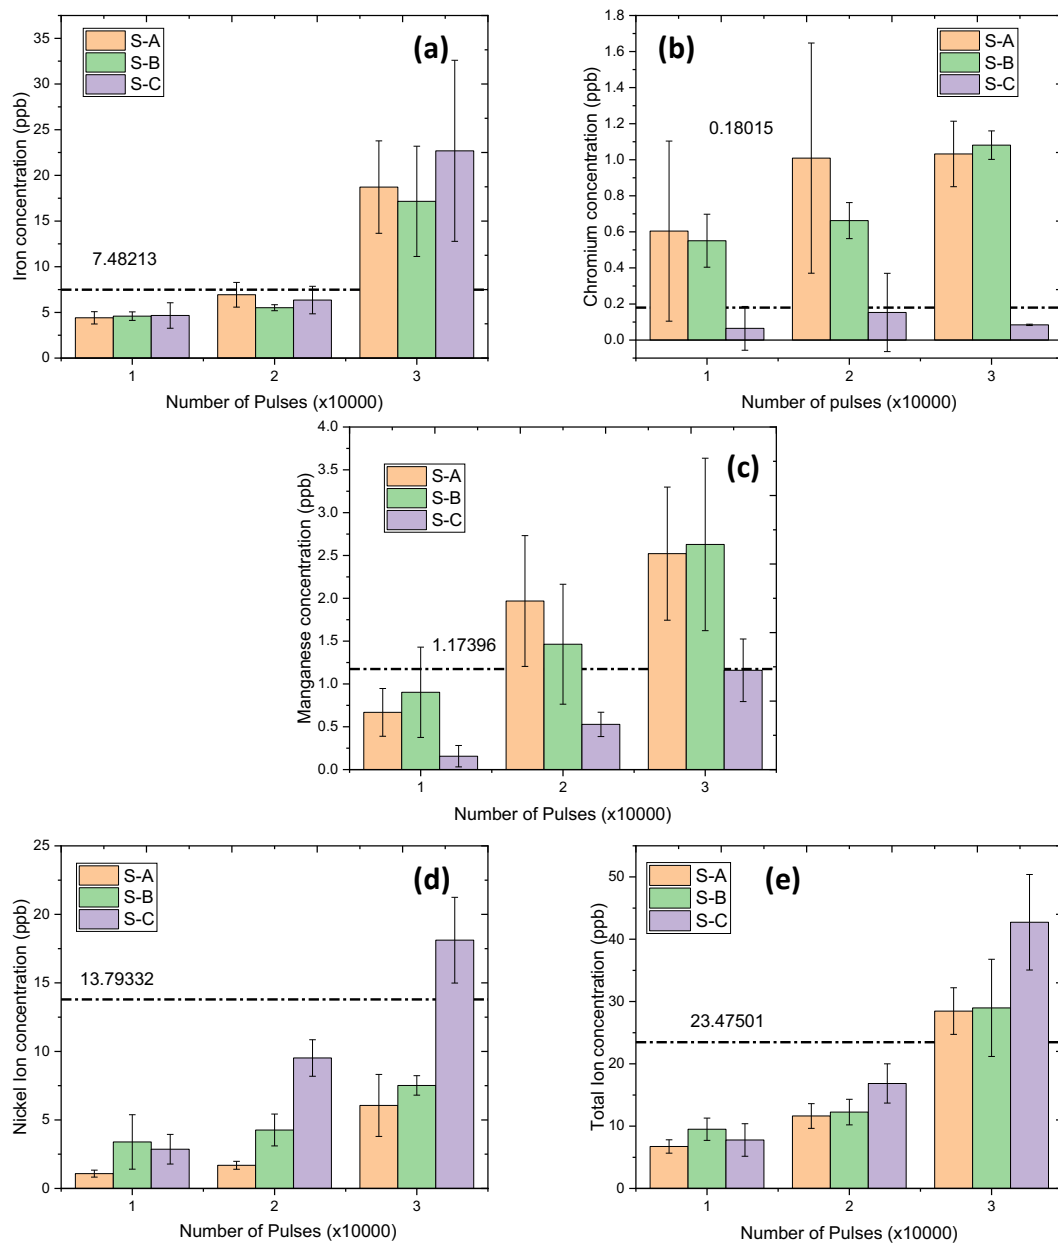 (a)
S-A
S-B
S-C
35
30
25
20
15
10
5
0
Iron concentration (ppb)
7.48213
1 2 3
Number of Pulses (x10000)
(b)
S-A
S-B
S-C
1.8
1.6
1.4
1.2
1.0
0.8
0.6
0.4
0.2
0.0
Chromium concentration (ppb)
0.18015
1 2 3
Number of pulses (x10000)
(c)
S-A
S-B
S-C
4.0
3.5
3.0
2.5
2.0
1.5
1.0
0.5
0.0
Manganese concentration (ppb)
1.17396
1 2 3
Number of Pulses (x10000)
(d)
S-A
S-B
S-C
25
20
15
10
5
0
Nickel Ion concentration (ppb)
13.79332
1 2 3
Number of Pulses (x10000)
(e)
S-A
S-B
S-C
50
40
30
20
10
0
Total Ion concentration (ppb)
23.47501
1 2 3
Number of Pulses (x10000)